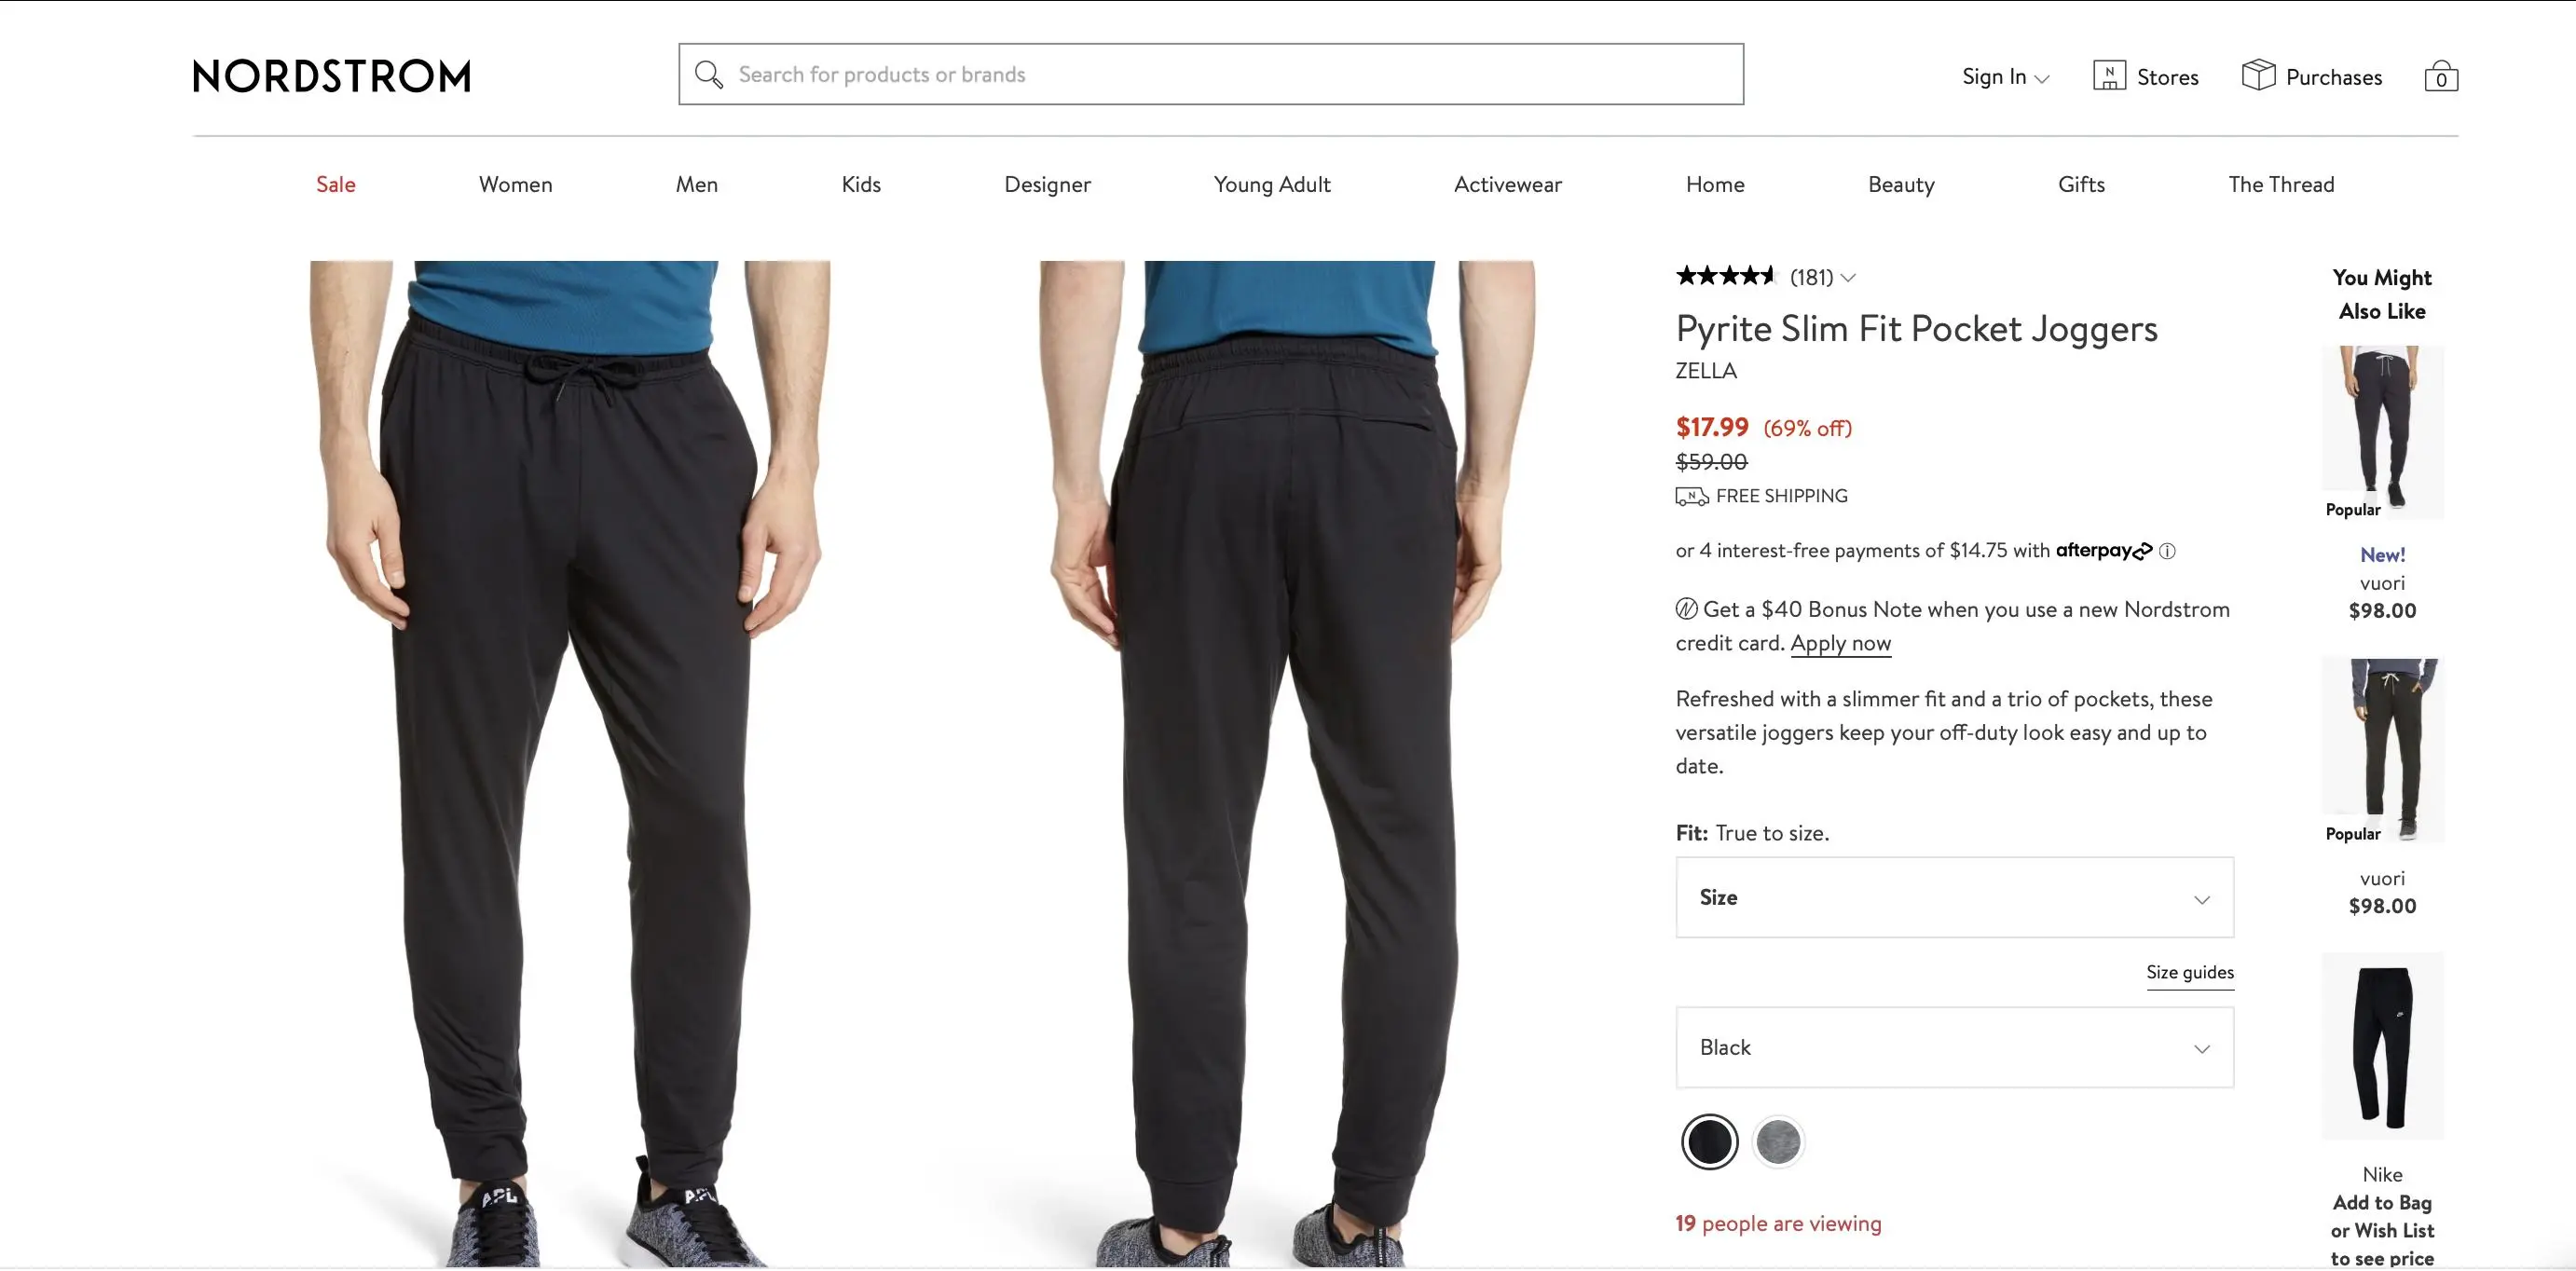 NORDSTROM
Search for products or brands
Sign In
N
Stores
Purchases
0
Sale
Women
Men
Kids
Designer
Young Adult
Activewear
Home
Beauty
Gifts
The Thread
APL
APL
(181)
Pyrite Slim Fit Pocket Joggers
ZELLA
$17.99 (69% off)
$59.00
N FREE SHIPPING
or 4 interest-free payments of $14.75 with afterpay
Get a $40 Bonus Note when you use a new Nordstrom
credit card. Apply now
Refreshed with a slimmer fit and a trio of pockets, these
versatile joggers keep your off-duty look easy and up to
date.
Fit: True to size.
Size
Size guides
Black
19 people are viewing
You Might
Also Like
Popular
New!
vuori
$98.00
Popular
vuori
$98.00
Nike
Add to Bag
or Wish List
to see price